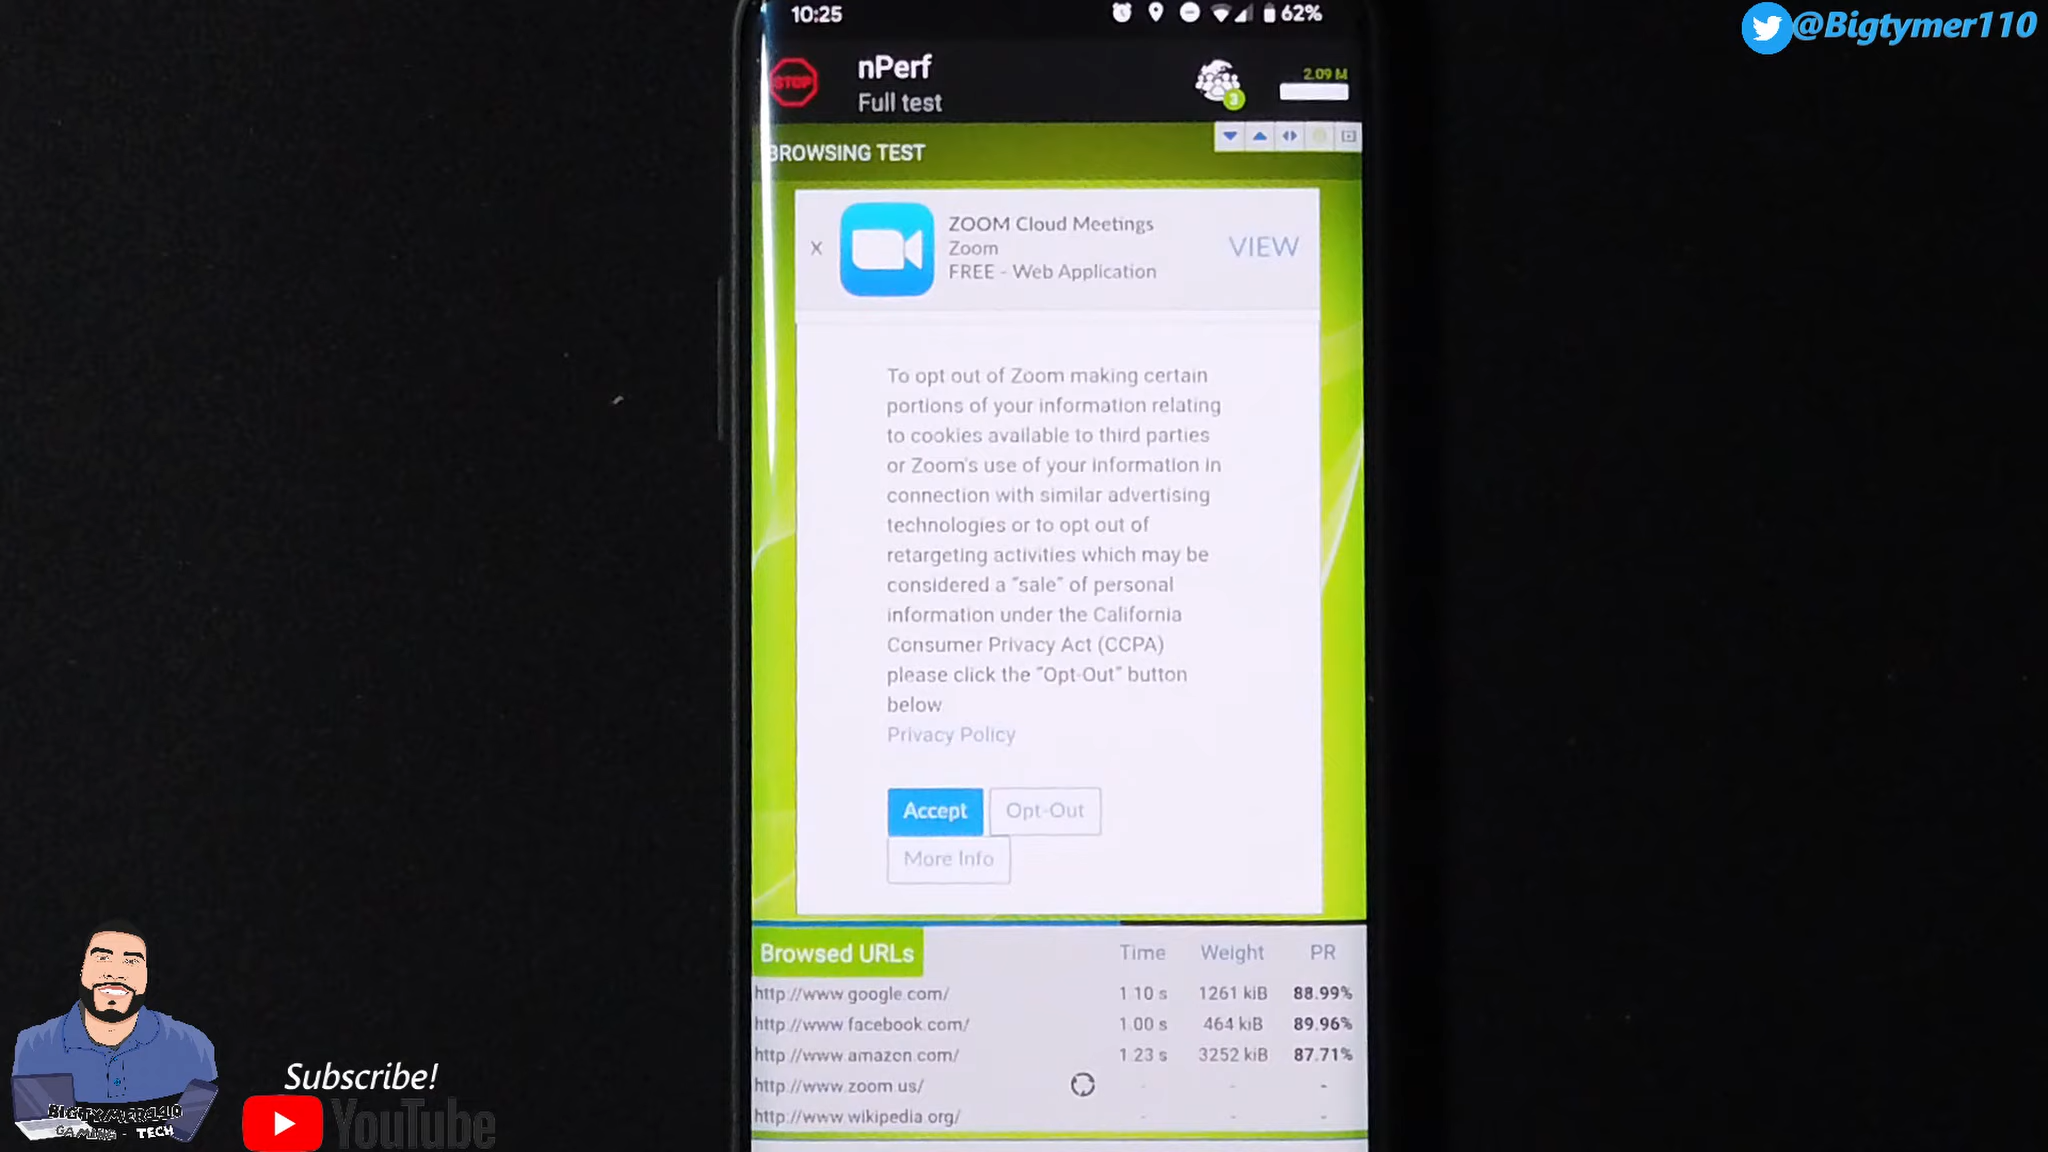 10:25
62%
@Bigtymer110
STOP
nPerf
Full test
3
2.09 M
BROWSING TEST
X
ZOOM Cloud Meetings
Zoom
FREE - Web Application
VIEW
To opt out of Zoom making certain
portions of your information relating
to cookies available to third parties
or Zoom's use of your information in
connection with similar advertising
technologies or to opt out of
retargeting activities which may be
considered a "sale" of personal
information under the California
Consumer Privacy Act (CCPA)
please click the "Opt-Out" button
below
Privacy Policy
Accept
Opt-Out
More Info
Browsed URLs Time Weight PR
http://www.google.com/ 1.10 s 1261 kiB 88.99%
http://www.facebook.com/ 1.00 s 464 kiB 89.96%
http://www.amazon.com/ 1.23 s 3252 kiB 87.71%
http://www.zoom.us/ - - -
http://www.wikipedia.org/ - - -
BIGTYMER110
GAMING - TECH
Subscribe!
YouTube